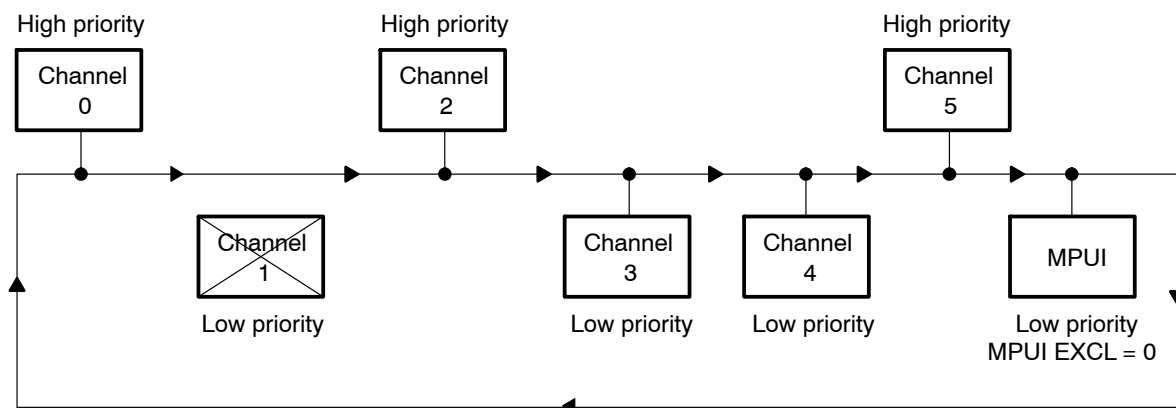 High priority
High priority
High priority
Channel
0
Channel
2
Channel
5
Channel
1
Channel
3
Channel
4
MPUI
Low priority
Low priority
Low priority
Low priority
MPUI EXCL = 0